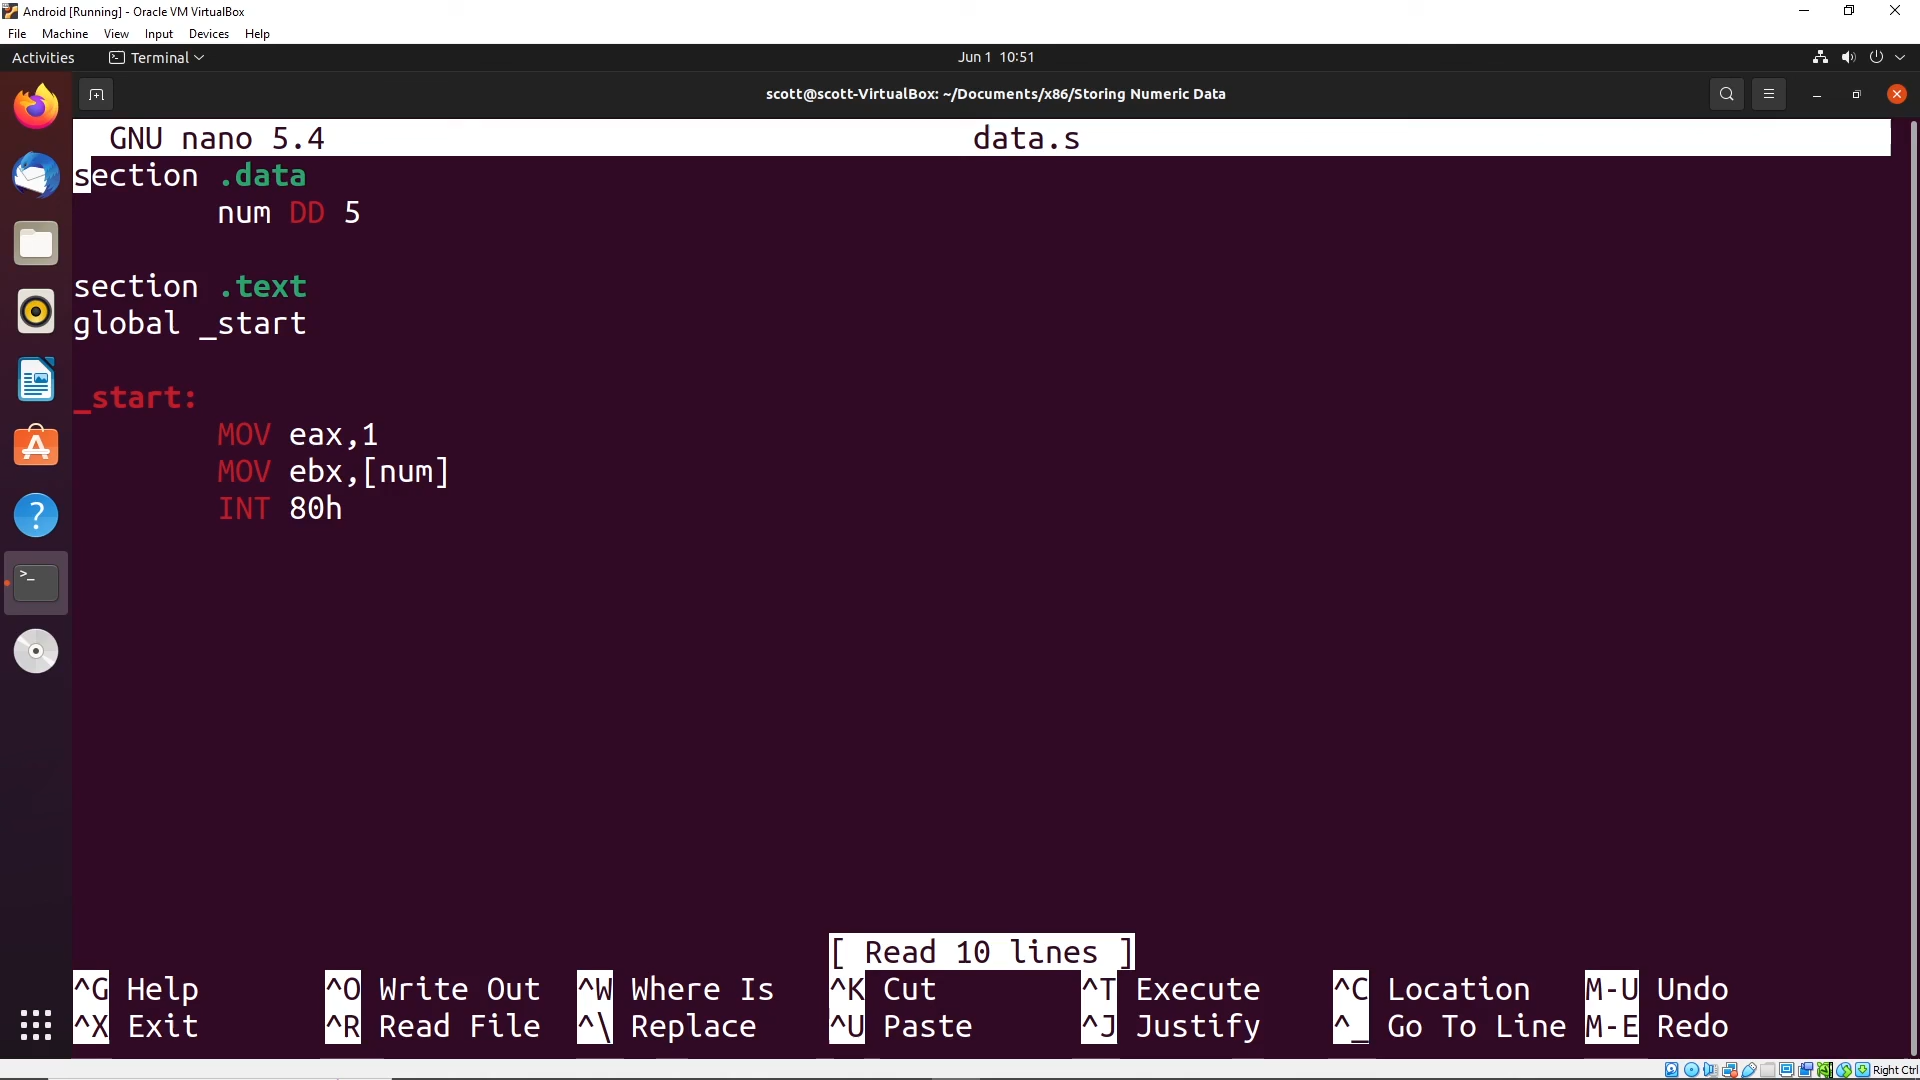 Android [Running] - Oracle VM VirtualBox
File Machine View Input Devices Help
Activities Terminal Jun 1 10:51
scott@scott-VirtualBox: ~/Documents/x86/Storing Numeric Data
GNU nano 5.4 data.s
section .data
num DD 5
section .text
global _start
_start:
MOV eax,1
MOV ebx,[num]
INT 80h
[ Read 10 lines ]
^G Help ^O Write Out ^W Where Is ^K Cut ^T Execute ^C Location M-U Undo
^X Exit ^R Read File ^\ Replace ^U Paste ^J Justify ^_ Go To Line M-E Redo
Right Ctrl